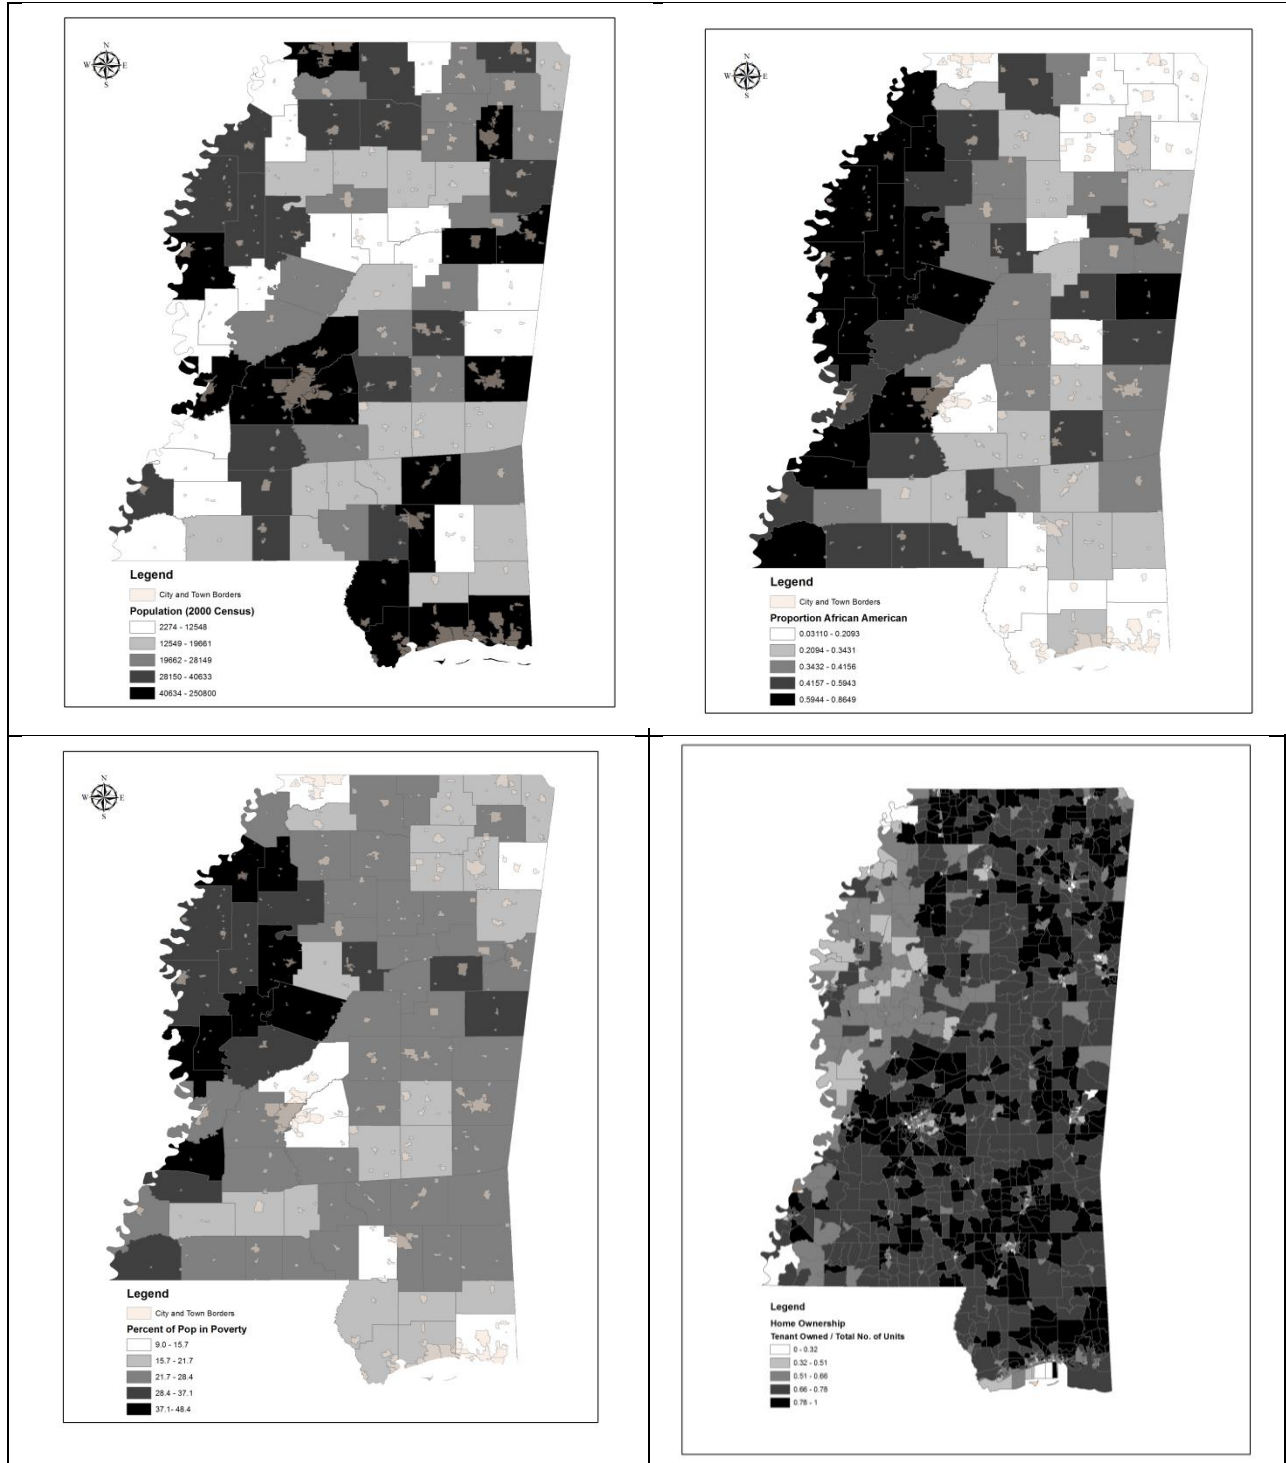 N
W E
S
Legend
City and Town Borders
Population (2000 Census)
2274 - 12548
12549 - 19661
19662 - 28149
28150 - 40633
40634 - 250800
N
W E
S
Legend
City and Town Borders
Proportion African American
0.03110 - 0.2093
0.2094 - 0.3431
0.3432 - 0.4156
0.4157 - 0.5943
0.5944 - 0.8649
N
W E
S
Legend
City and Town Borders
Percent of Pop in Poverty
9.0 - 15.7
15.7 - 21.7
21.7 - 28.4
28.4 - 37.1
37.1- 48.4
Legend
Home Ownership
Tenant Owned / Total No. of Units
0 - 0.32
0.32 - 0.51
0.51 - 0.66
0.66 - 0.78
0.78 - 1